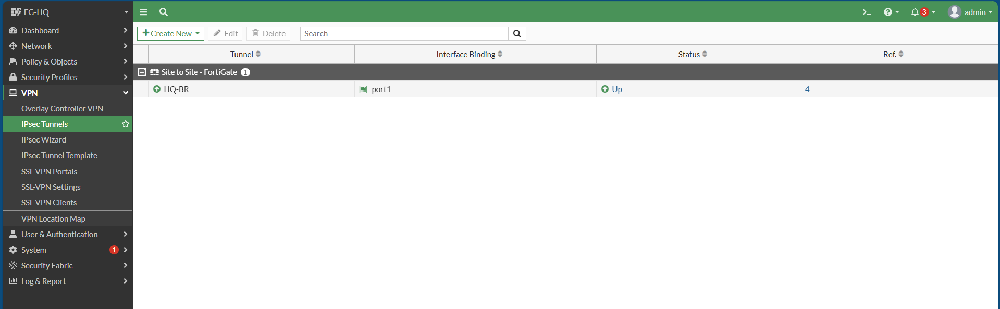 FG-HQ
3
admin
Dashboard
Network
Policy & Objects
Security Profiles
VPN
Overlay Controller VPN
IPsec Tunnels
IPsec Wizard
IPsec Tunnel Template
SSL-VPN Portals
SSL-VPN Settings
SSL-VPN Clients
VPN Location Map
User & Authentication
System 1
Security Fabric
Log & Report
Create New Edit Delete Search
Tunnel Interface Binding Status Ref.
Site to Site - FortiGate 1
HQ-BR port1 Up 4